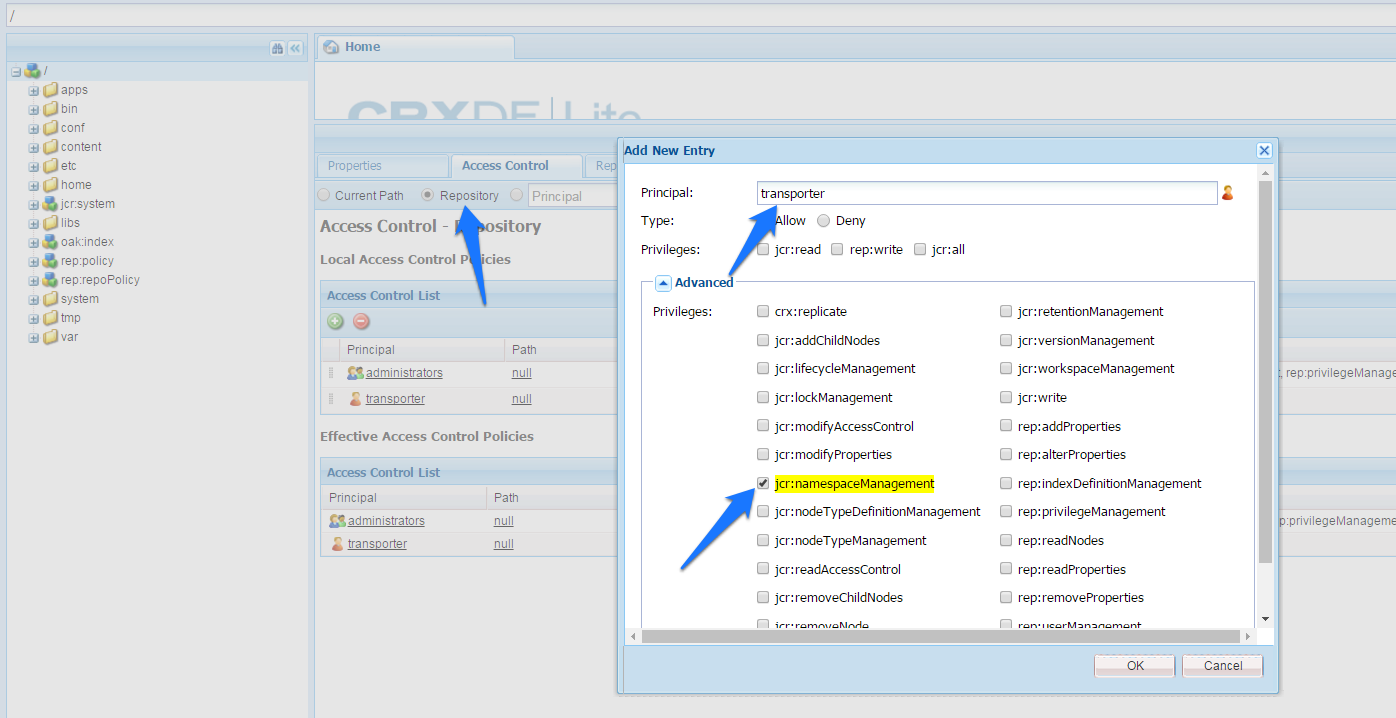 /
Home
/
apps
bin
conf
content
etc
home
jcr:system
libs
oak:index
rep:policy
rep:repoPolicy
system
tmp
var
CRXDE | Lite
Properties
Access Control
Rep
Current Path
Repository
Principal
Access Control - Repository
Local Access Control Policies
Access Control List
Principal Path
administrators null
, rep:privilegeManage
transporter null
Effective Access Control Policies
Access Control List
Principal Path
administrators null
p:privilegeManageme
transporter null
Add New Entry
Principal: transporter
Type: Allow Deny
Privileges: jcr:read rep:write jcr:all
Advanced
Privileges: crx:replicate jcr:retentionManagement
jcr:addChildNodes jcr:versionManagement
jcr:lifecycleManagement jcr:workspaceManagement
jcr:lockManagement jcr:write
jcr:modifyAccessControl rep:addProperties
jcr:modifyProperties rep:alterProperties
jcr:namespaceManagement rep:indexDefinitionManagement
jcr:nodeTypeDefinitionManagement rep:privilegeManagement
jcr:nodeTypeManagement rep:readNodes
jcr:readAccessControl rep:readProperties
jcr:removeChildNodes rep:removeProperties
jcr:removeNode rep:userManagement
OK Cancel